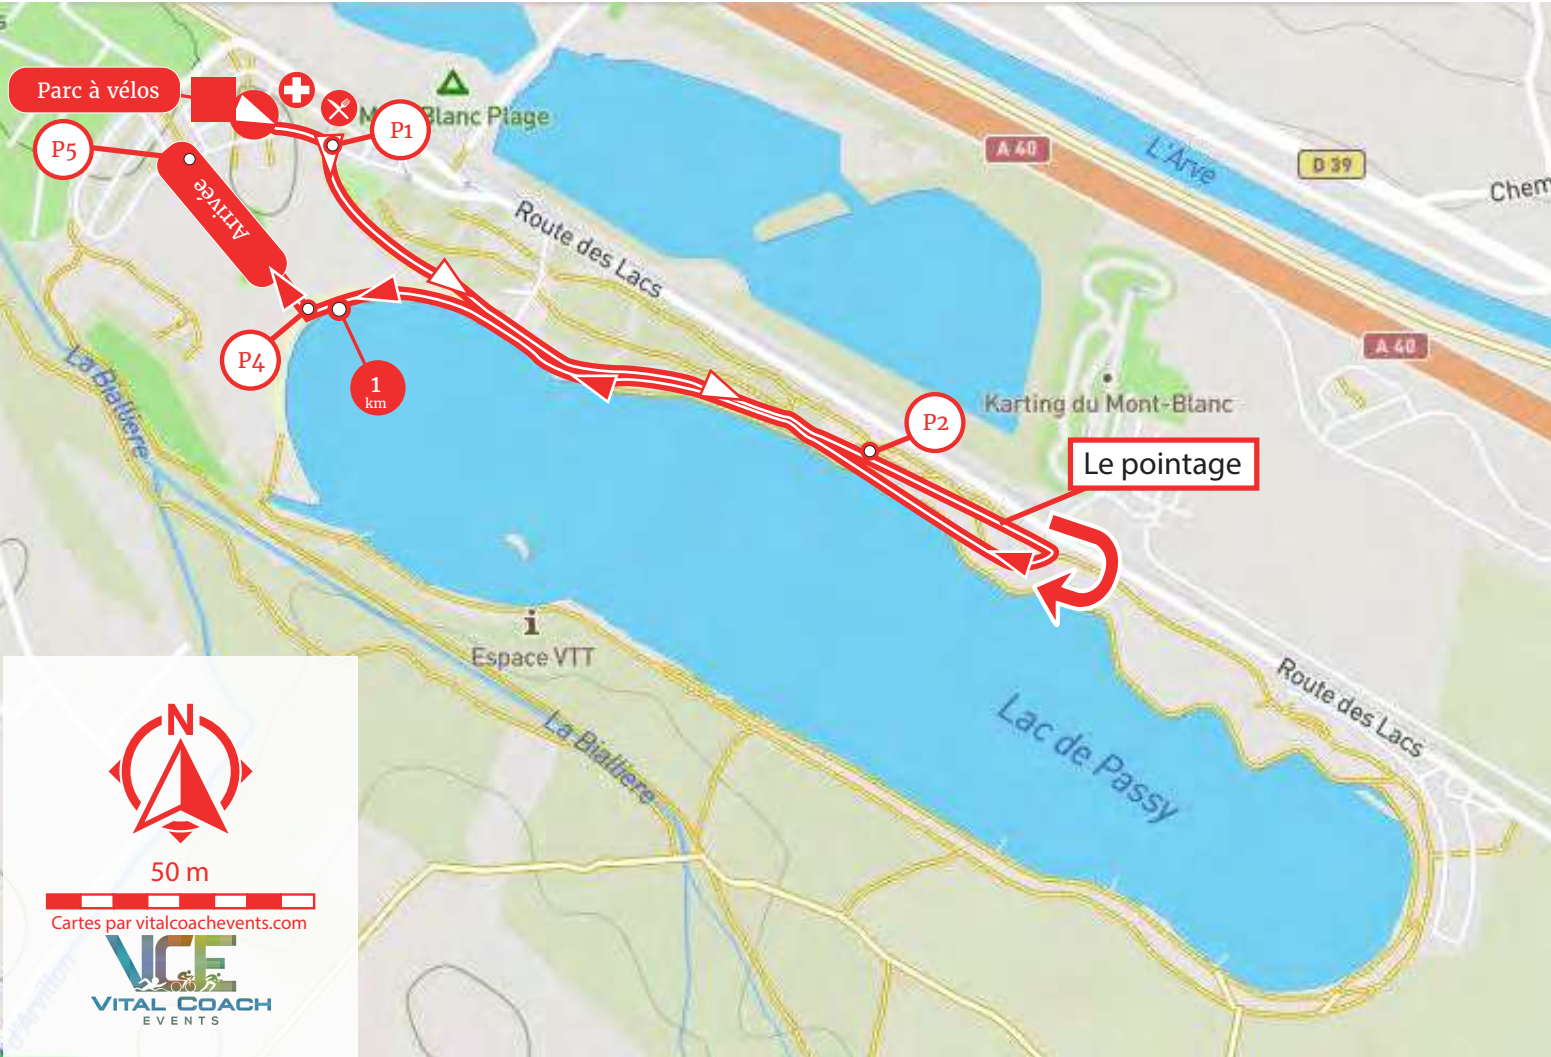 Parc à vélos
P1
Mont-Blanc Plage
P5
Arrivée
A 40
L'Arve
D 39
Chem
Route des Lacs
P4
1
km
A 40
Karting du Mont-Blanc
P2
Le pointage
La Biallière
Espace VTT
Route des Lacs
Lac de Passy
La Biallière
N
50 m
Cartes par vitalcoachevents.com
VCE
VITAL COACH
EVENTS